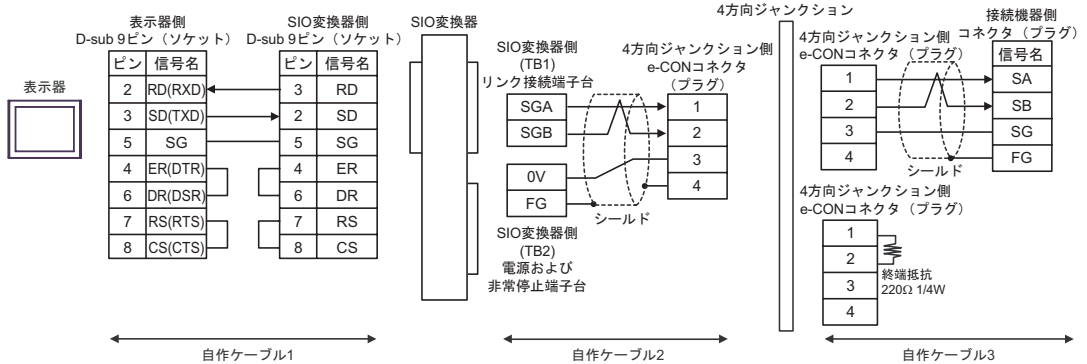 表示器
表示器側
D-sub 9ピン（ソケット）
ピン 信号名
2 RD(RXD)
3 SD(TXD)
5 SG
4 ER(DTR)
6 DR(DSR)
7 RS(RTS)
8 CS(CTS)
SIO変換器側
D-sub 9ピン（ソケット）
ピン 信号名
3 RD
2 SD
5 SG
4 ER
6 DR
7 RS
8 CS
自作ケーブル1
SIO変換器
SIO変換器側
(TB1)
リンク接続端子台
SGA
SGB
0V
FG
SIO変換器側
(TB2)
電源および
非常停止端子台
シールド
4方向ジャンクション側
e-CONコネクタ
（プラグ）
1
2
3
4
自作ケーブル2
4方向ジャンクション
4方向ジャンクション側
e-CONコネクタ（プラグ）
1
2
3
4
シールド
接続機器側
コネクタ（プラグ）
信号名
SA
SB
SG
FG
4方向ジャンクション側
e-CONコネクタ（プラグ）
1
2
3
4
終端抵抗
220Ω 1/4W
自作ケーブル3